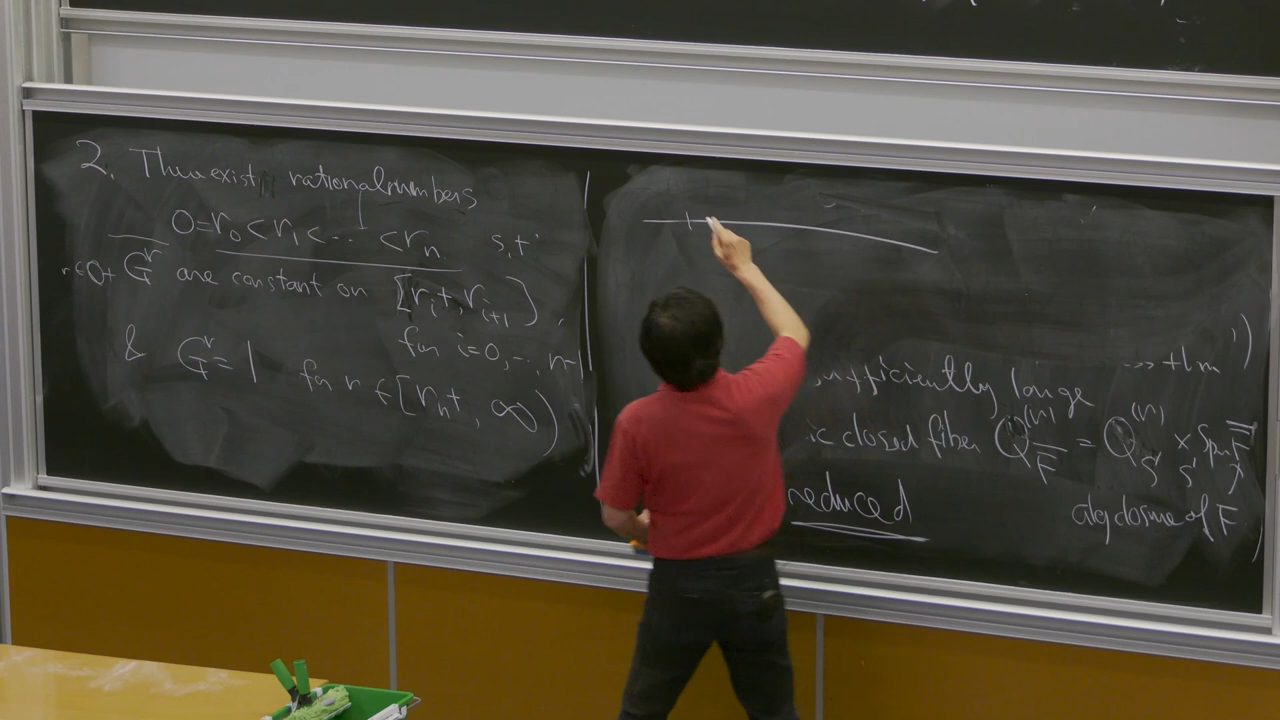 2. There exist rational numbers
0=r₀<r₁<⋯<rₙ s.t.
G^r are constant on [rᵢ+, rᵢ₊₁),
for i=0,⋯,n
& G^r=1 for r∈[rₙ+, ∞)
sufficiently large
closed fiber Q^(r)_F̄ = Q^(r)_S' ×_S' Spec F̄
reduced
alg closure of F